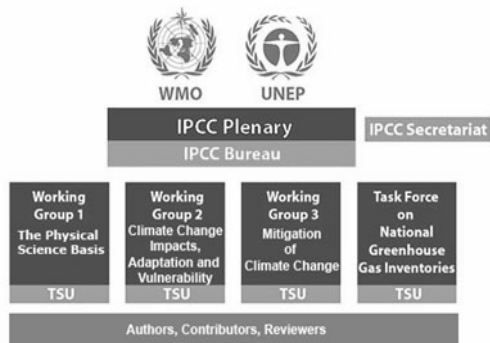 WMO
UNEP
IPCC Plenary
IPCC Bureau
IPCC Secretariat
Working
Group 1
The Physical
Science Basis
TSU
Working
Group 2
Climate Change
Impacts,
Adaptation and
Vulnerability
TSU
Working
Group 3
Mitigation
of
Climate Change
TSU
Task Force
on
National
Greenhouse
Gas Inventories
TSU
Authors, Contributors, Reviewers